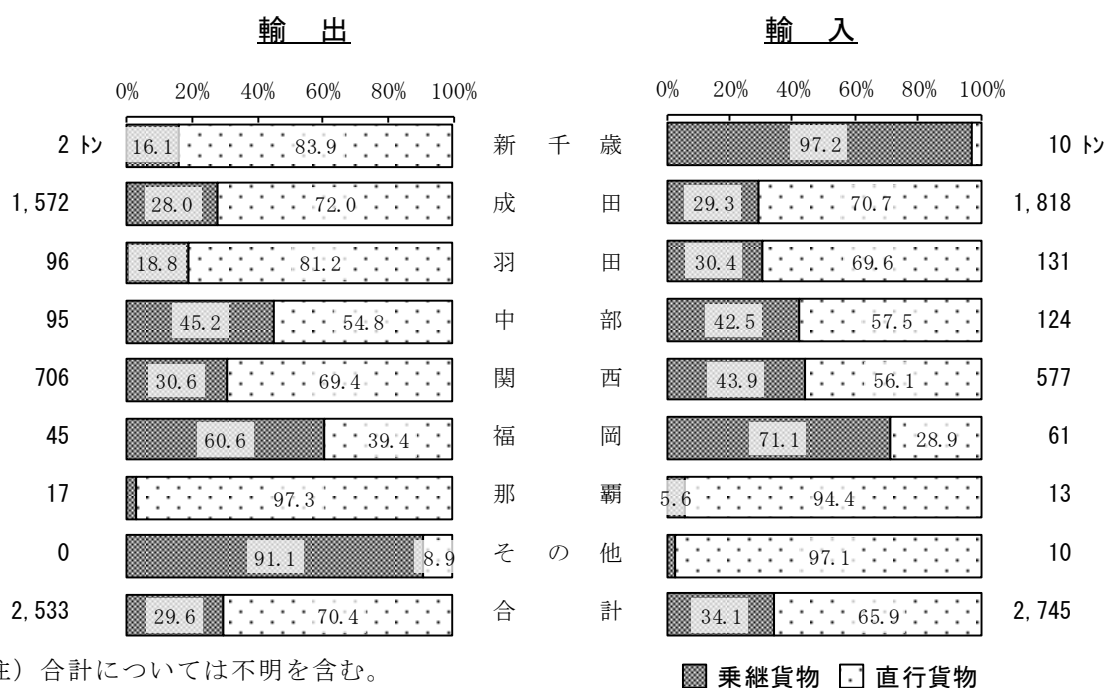 輸　出　輸　入
0% 20% 40% 60% 80% 100% 0% 20% 40% 60% 80% 100%
2 ﾄﾝ 16.1 83.9 新千歳 97.2 10 ﾄﾝ
1,572 28.0 72.0 成田 29.3 70.7 1,818
96 18.8 81.2 羽田 30.4 69.6 131
95 45.2 54.8 中部 42.5 57.5 124
706 30.6 69.4 関西 43.9 56.1 577
45 60.6 39.4 福岡 71.1 28.9 61
17 97.3 那覇 5.6 94.4 13
0 91.1 8.9 その他 97.1 10
2,533 29.6 70.4 合計 34.1 65.9 2,745
注）合計については不明を含む。 乗継貨物 直行貨物